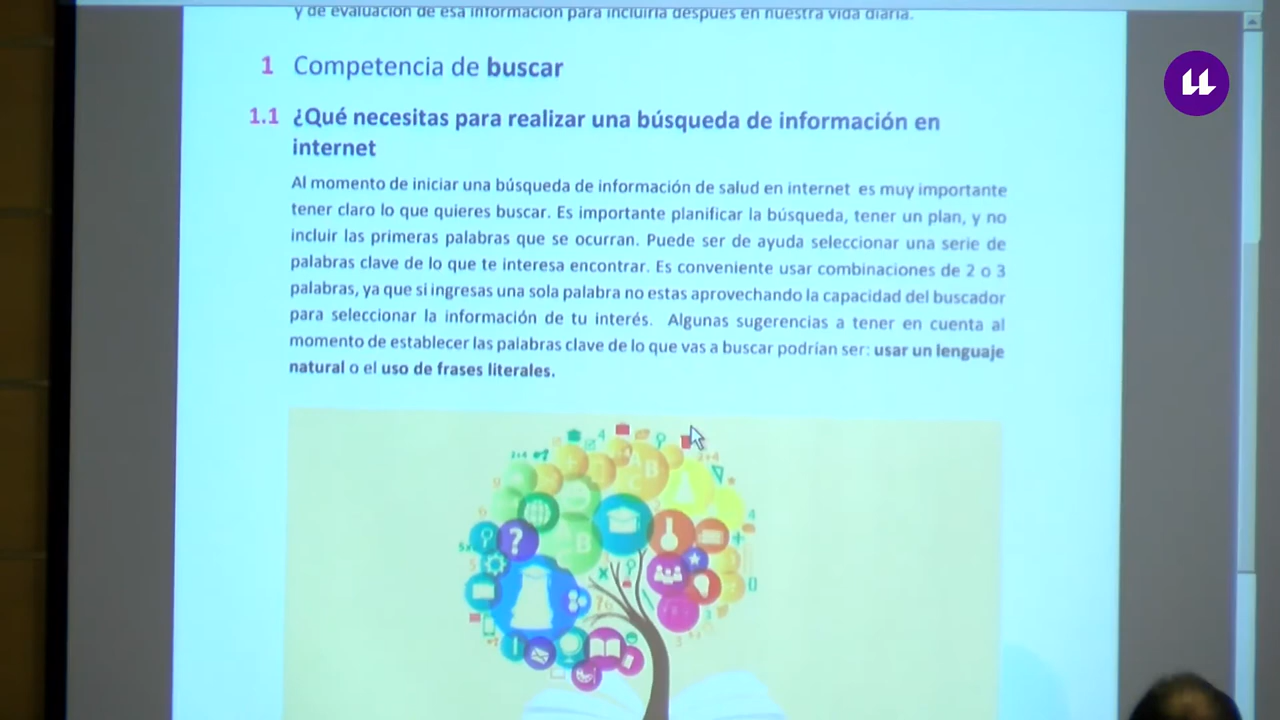 y de evaluación de esa información para incluirla después en nuestra vida diaria.
1 Competencia de buscar
1.1 ¿Qué necesitas para realizar una búsqueda de información en
internet
Al momento de iniciar una búsqueda de información de salud en internet es muy importante
tener claro lo que quieres buscar. Es importante planificar la búsqueda, tener un plan, y no
incluir las primeras palabras que se ocurran. Puede ser de ayuda seleccionar una serie de
palabras clave de lo que te interesa encontrar. Es conveniente usar combinaciones de 2 o 3
palabras, ya que si ingresas una sola palabra no estas aprovechando la capacidad del buscador
para seleccionar la información de tu interés. Algunas sugerencias a tener en cuenta al
momento de establecer las palabras clave de lo que vas a buscar podrían ser: usar un lenguaje
natural o el uso de frases literales.